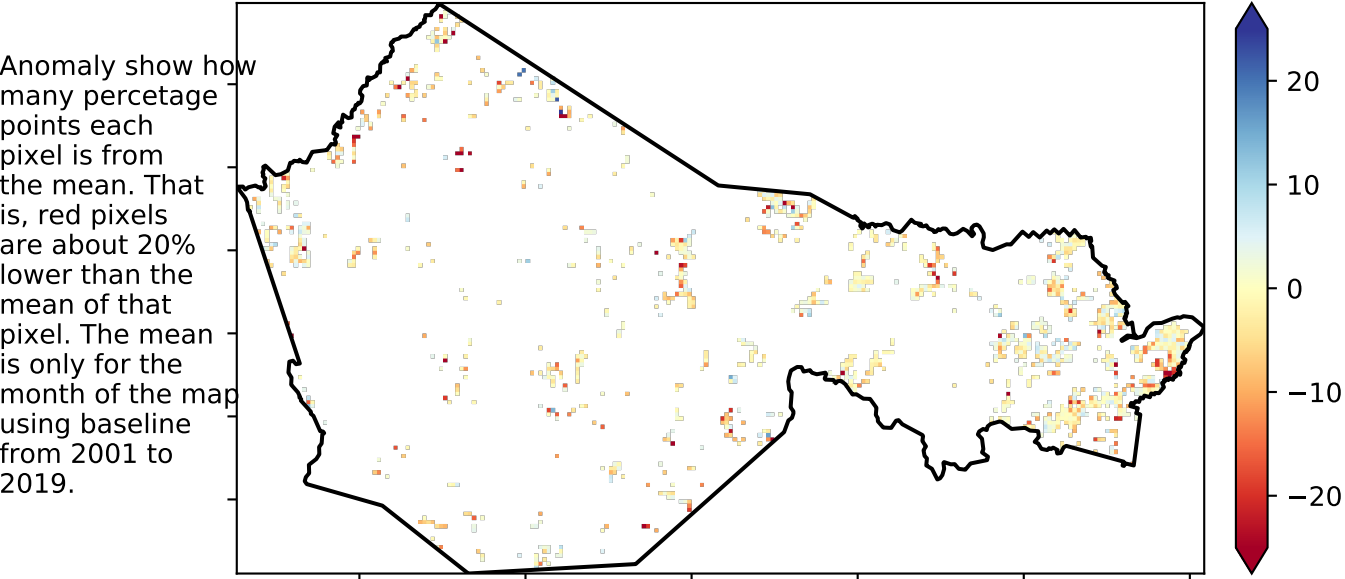 Anomaly show how
many percetage
points each
pixel is from
the mean. That
is, red pixels
are about 20%
lower than the
mean of that
pixel. The mean
is only for the
month of the map
using baseline
from 2001 to
2019.
20
10
0
−10
−20